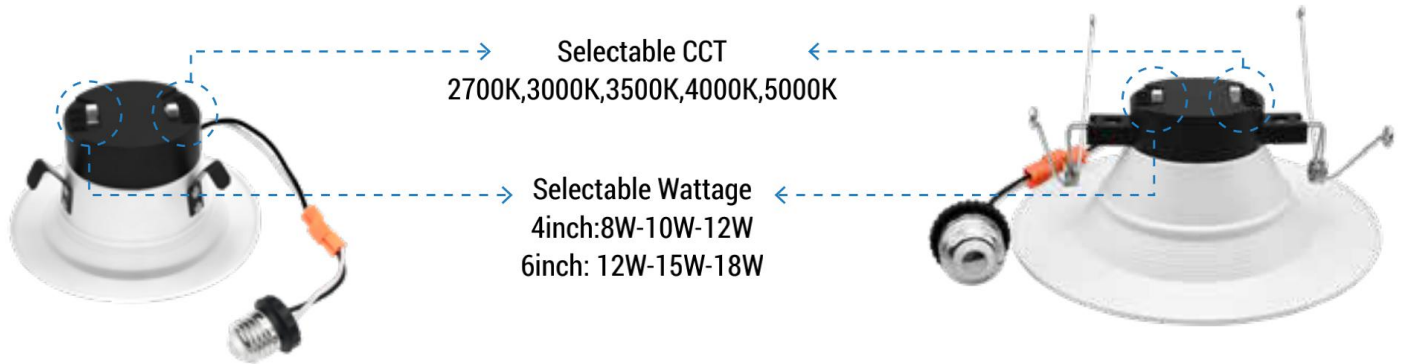 Selectable CCT
2700K,3000K,3500K,4000K,5000K
Selectable Wattage
4inch:8W-10W-12W
6inch: 12W-15W-18W